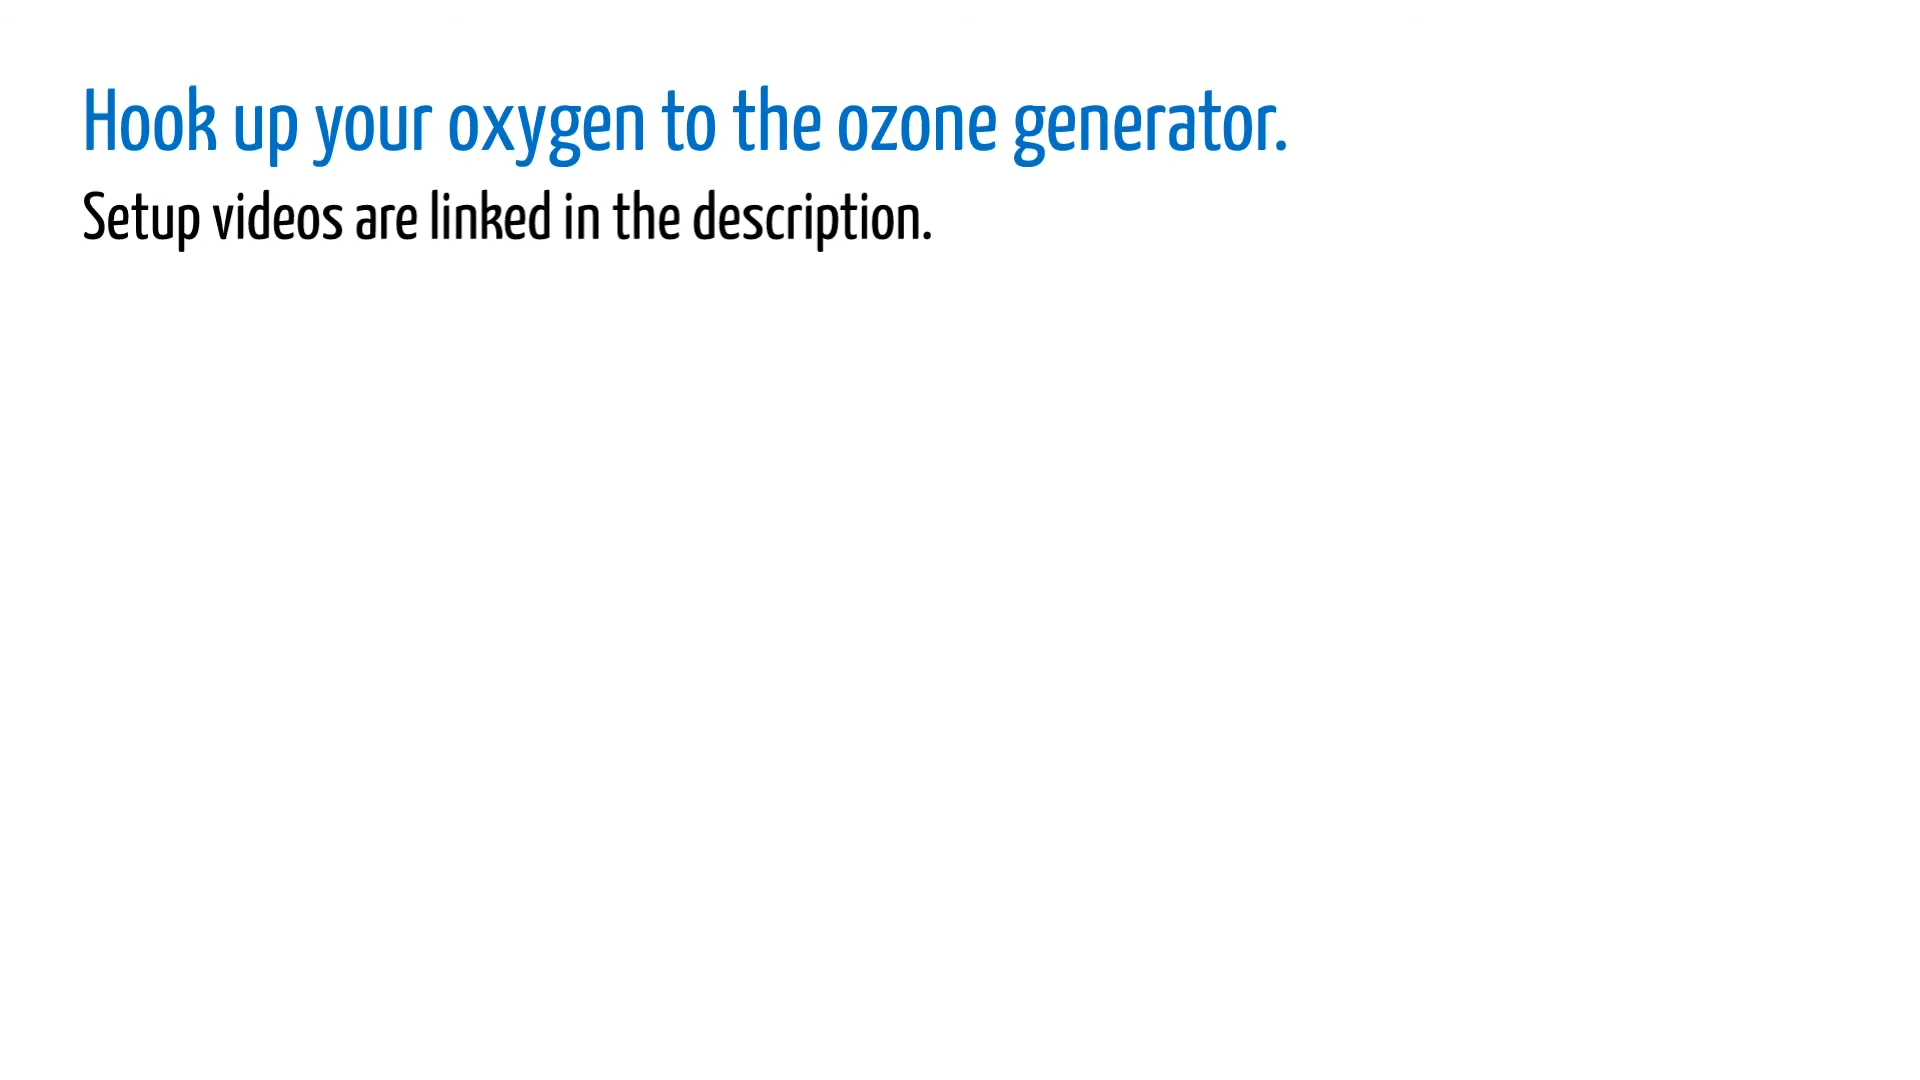 Hook up your oxygen to the ozone generator.
Setup videos are linked in the description.